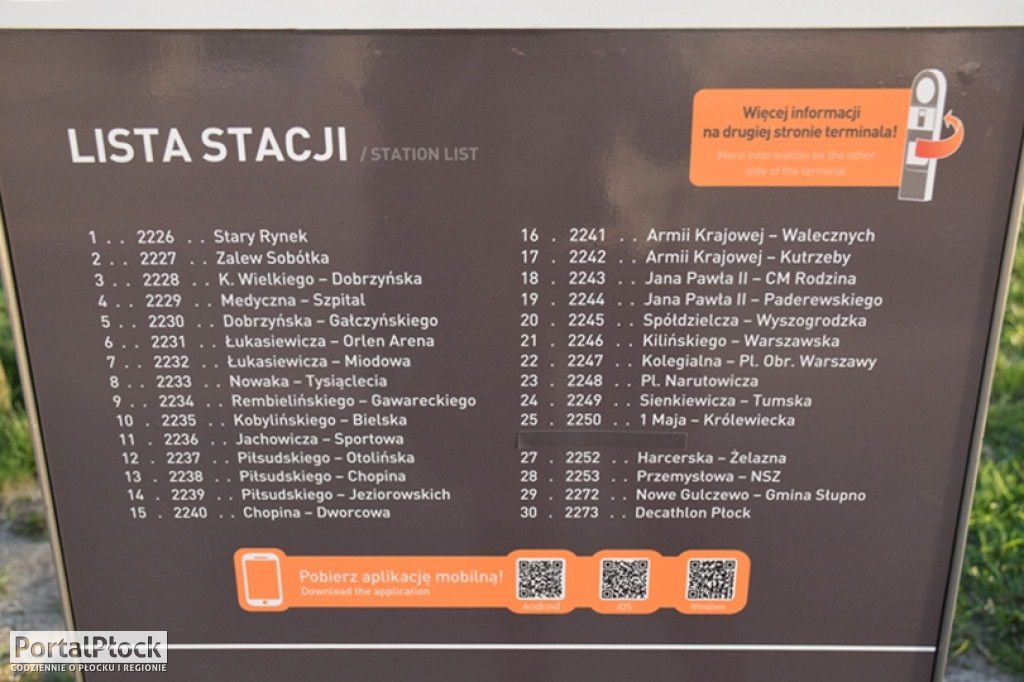 LISTA STACJI / STATION LIST
Więcej informacji
na drugiej stronie terminala!
More information on the other
side of the terminal
1 . . 2226 . . Stary Rynek
2 . . 2227 . . Zalew Sobótka
3 . . 2228 . . K. Wielkiego – Dobrzyńska
4 . . 2229 . . Medyczna – Szpital
5 . . 2230 . . Dobrzyńska – Gałczyńskiego
6 . . 2231 . . Łukasiewicza – Orlen Arena
7 . . 2232 . . Łukasiewicza – Miodowa
8 . . 2233 . . Nowaka – Tysiąclecia
9 . . 2234 . . Rembielińskiego – Gawareckiego
10 . 2235 . . Kobylińskiego – Bielska
11 . 2236 . . Jachowicza – Sportowa
12 . 2237 . . Piłsudskiego – Otolińska
13 . 2238 . . Piłsudskiego – Chopina
14 . 2239 . . Piłsudskiego – Jeziorowskich
15 . 2240 . . Chopina – Dworcowa
16 . 2241 . . Armii Krajowej – Walecznych
17 . 2242 . . Armii Krajowej – Kutrzeby
18 . 2243 . . Jana Pawła II – CM Rodzina
19 . 2244 . . Jana Pawła II – Paderewskiego
20 . 2245 . . Spółdzielcza – Wyszogrodzka
21 . 2246 . . Kilińskiego – Warszawska
22 . 2247 . . Kolegialna – Pl. Obr. Warszawy
23 . 2248 . . Pl. Narutowicza
24 . 2249 . . Sienkiewicza – Tumska
25 . 2250 . . 1 Maja – Królewiecka
27 . 2252 . . Harcerska – Żelazna
28 . 2253 . . Przemysłowa – NSZ
29 . 2272 . . Nowe Gulczewo – Gmina Słupno
30 . 2273 . . Decathlon Płock
Pobierz aplikację mobilną!
Download the application
Android
iOS
Windows
PortalPłock
CODZIENNIE O PŁOCKU I REGIONIE